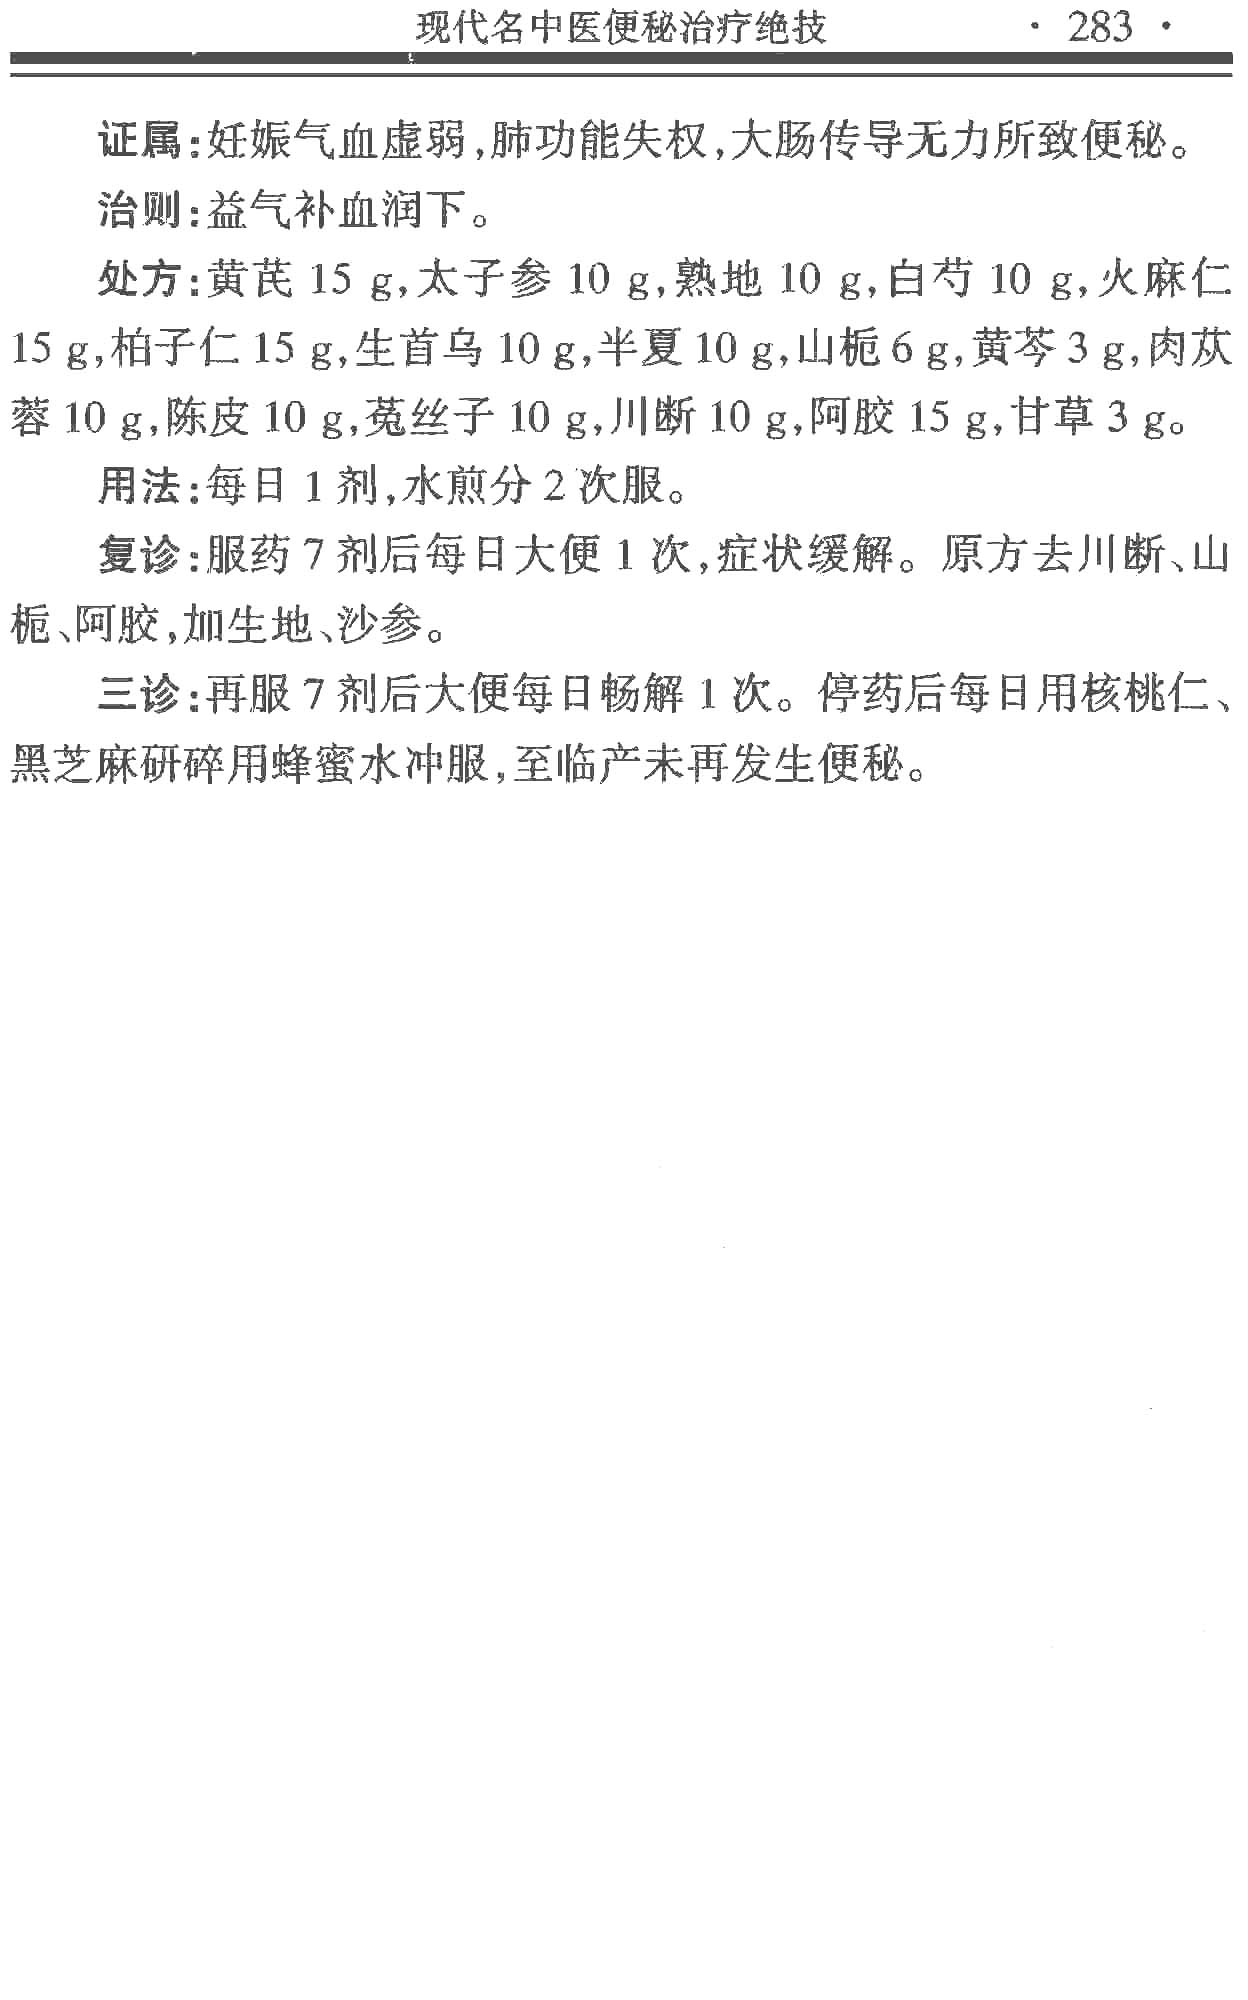 现代名中医便秘治疗绝技 · 283 ·
证属:妊娠气血虚弱,肺功能失权,大肠传导无力所致便秘。
治则:益气补血润下。
处方:黄芪 15 g,太子参 10 g,熟地 10 g,白芍 10 g,火麻仁
15 g,柏子仁 15 g,生首乌 10 g,半夏 10 g,山栀 6 g,黄芩 3 g,肉苁
蓉 10 g,陈皮 10 g,菟丝子 10 g,川断 10 g,阿胶 15 g,甘草 3 g。
用法:每日 1 剂,水煎分 2 次服。
复诊:服药 7 剂后每日大便 1 次,症状缓解。原方去川断、山
栀、阿胶,加生地、沙参。
三诊:再服 7 剂后大便每日畅解 1 次。停药后每日用核桃仁、
黑芝麻研碎用蜂蜜水冲服,至临产未再发生便秘。